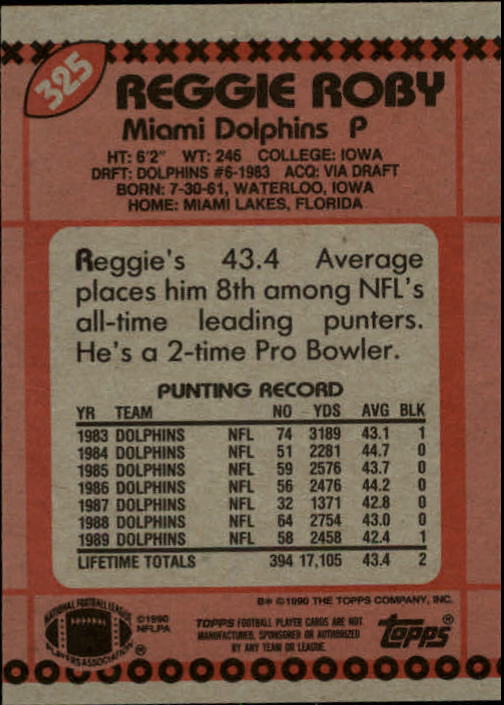 325
REGGIE ROBY
Miami Dolphins P
HT: 6'2" WT: 246 COLLEGE: IOWA
DRFT: DOLPHINS #6-1983 ACQ: VIA DRAFT
BORN: 7-30-61, WATERLOO, IOWA
HOME: MIAMI LAKES, FLORIDA
Reggie's 43.4 Average
places him 8th among NFL's
all-time leading punters.
He's a 2-time Pro Bowler.
PUNTING RECORD
YR TEAM NO YDS AVG BLK
1983 DOLPHINS NFL 74 3189 43.1 1
1984 DOLPHINS NFL 51 2281 44.7 0
1985 DOLPHINS NFL 59 2576 43.7 0
1986 DOLPHINS NFL 56 2476 44.2 0
1987 DOLPHINS NFL 32 1371 42.8 0
1988 DOLPHINS NFL 64 2754 43.0 0
1989 DOLPHINS NFL 58 2458 42.4 1
LIFETIME TOTALS 394 17,105 43.4 2
B* ©1990 THE TOPPS COMPANY, INC.
NATIONAL FOOTBALL LEAGUE
PLAYERS ASSOCIATION ®
©1990
NFLPA
TOPPS FOOTBALL PLAYER CARDS ARE NOT
MANUFACTURED, SPONSORED OR AUTHORIZED
BY ANY TEAM OR LEAGUE.
topps®